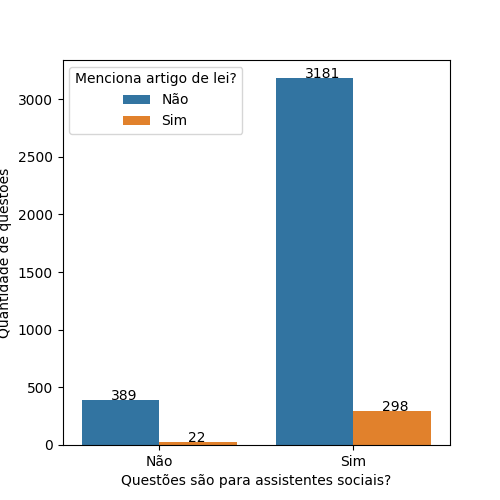 Menciona artigo de lei?
Não
Sim
3181
389
22
298
3000
2500
2000
1500
1000
500
0
Quantidade de questões
Não
Sim
Questões são para assistentes sociais?